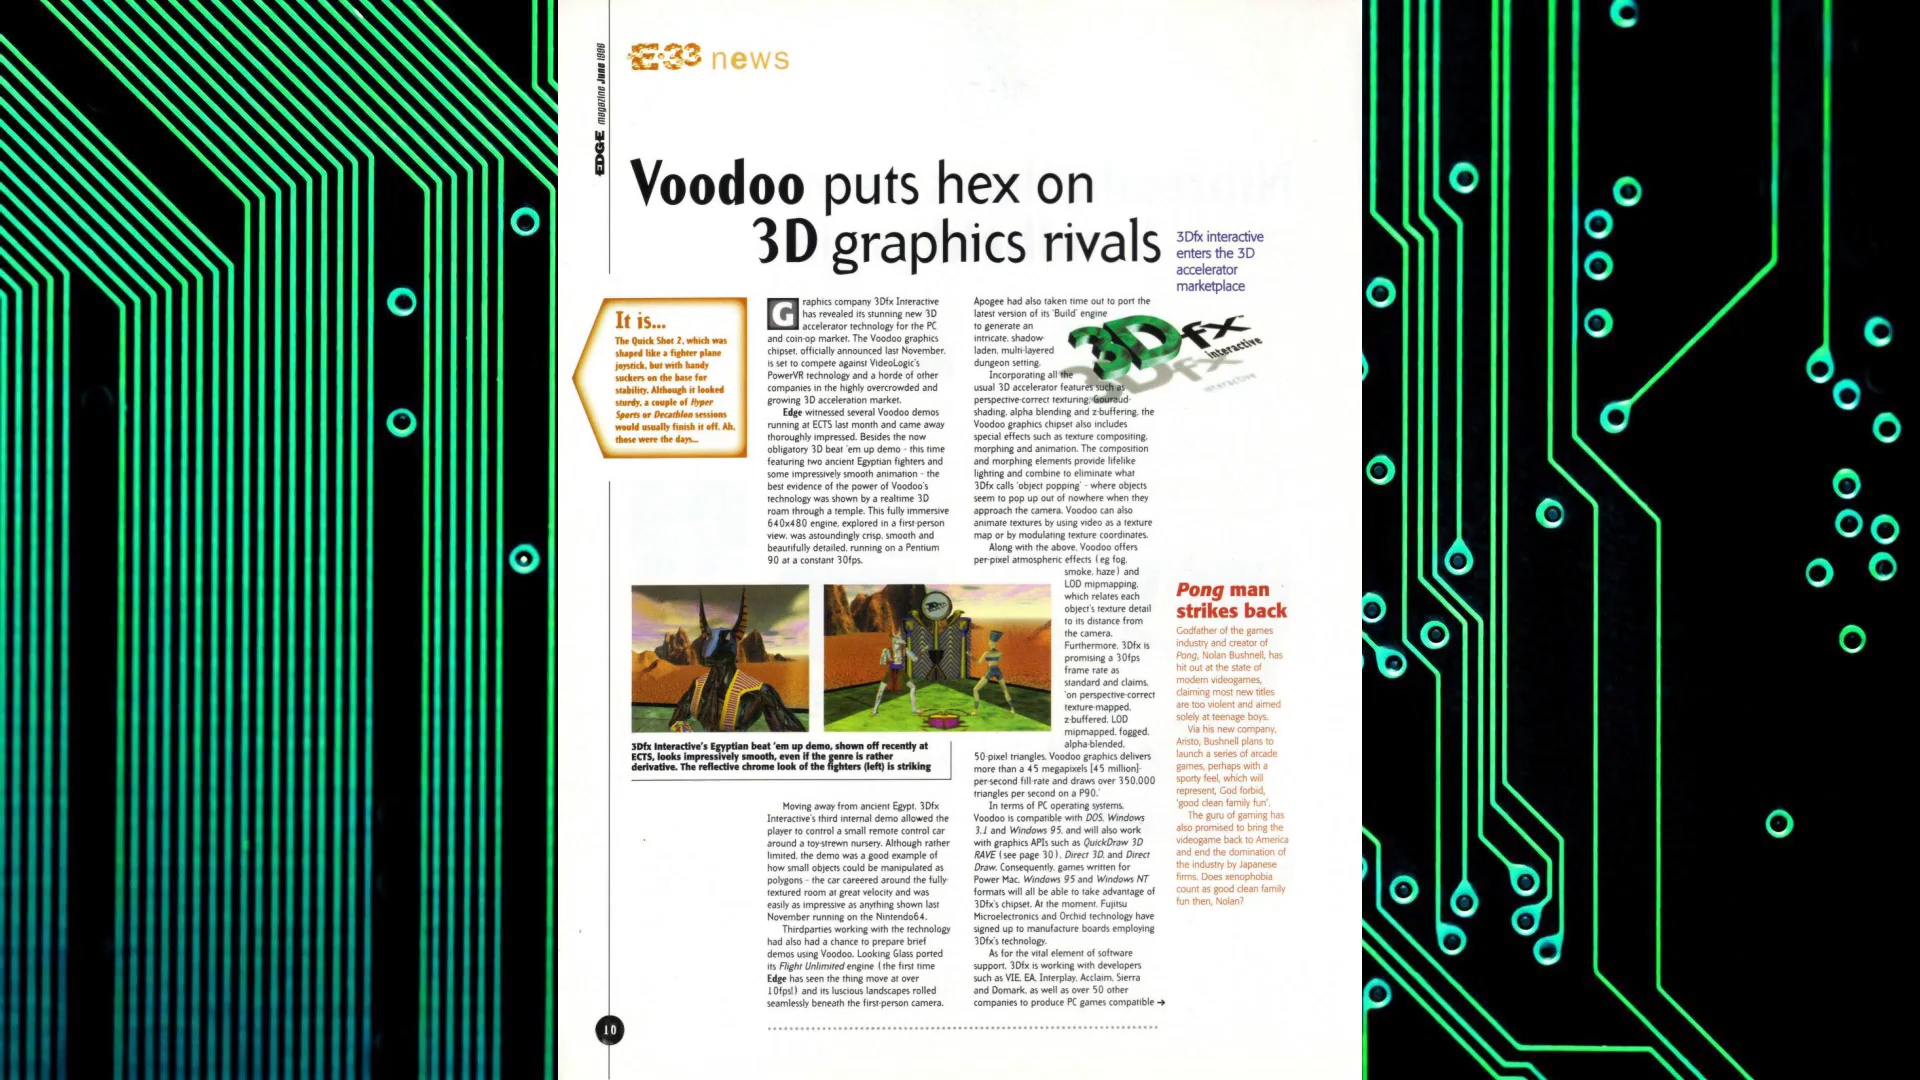 E·33 news
EDGE magazine June 1996
Voodoo puts hex on
3D graphics rivals
3Dfx interactive
enters the 3D
accelerator
marketplace
It is...
The Quick Shot 2, which was
shaped like a fighter plane
joystick, but with handy
suckers on the base for
stability. Although it looked
sturdy, a couple of Hyper
Sports or Decathlon sessions
would usually finish it off. Ah,
those were the days...
Graphics company 3Dfx Interactive
has revealed its stunning new 3D
accelerator technology for the PC
and coin-op market. The Voodoo graphics
chipset, officially announced last November,
is set to compete against VideoLogic's
PowerVR technology and a horde of other
companies in the highly overcrowded and
growing 3D acceleration market.
Edge witnessed several Voodoo demos
running at ECTS last month and came away
thoroughly impressed. Besides the now
obligatory 3D beat 'em up demo - this time
featuring two ancient Egyptian fighters and
some impressively smooth animation - the
best evidence of the power of Voodoo's
technology was shown by a realtime 3D
roam through a temple. This fully immersive
640x480 engine, explored in a first-person
view, was astoundingly crisp, smooth and
beautifully detailed, running on a Pentium
90 at a constant 30fps.
3Dfx Interactive's Egyptian beat 'em up demo, shown off recently at
ECTS, looks impressively smooth, even if the genre is rather
derivative. The reflective chrome look of the fighters (left) is striking
Moving away from ancient Egypt, 3Dfx
Interactive's third internal demo allowed the
player to control a small remote control car
around a toy-strewn nursery. Although rather
limited, the demo was a good example of
how small objects could be manipulated as
polygons - the car careered around the fully-
textured room at great velocity and was
easily as impressive as anything shown last
November running on the Nintendo64.
Thirdparties working with the technology
had also had a chance to prepare brief
demos using Voodoo. Looking Glass ported
its Flight Unlimited engine (the first time
Edge has seen the thing move at over
10fps!) and its luscious landscapes rolled
seamlessly beneath the first-person camera.
Apogee had also taken time out to port the
latest version of its 'Build' engine
to generate an
intricate, shadow-
laden, multi-layered
dungeon setting.
Incorporating all the
usual 3D accelerator features such as
perspective-correct texturing, Gouraud-
shading, alpha blending and z-buffering, the
Voodoo graphics chipset also includes
special effects such as texture compositing,
morphing and animation. The composition
and morphing elements provide lifelike
lighting and combine to eliminate what
3Dfx calls 'object popping' - where objects
seem to pop up out of nowhere when they
approach the camera. Voodoo can also
animate textures by using video as a texture
map or by modulating texture coordinates.
Along with the above, Voodoo offers
per-pixel atmospheric effects (eg fog,
smoke, haze) and
LOD mipmapping,
which relates each
object's texture detail
to its distance from
the camera.
Furthermore, 3Dfx is
promising a 30fps
frame rate as
standard and claims,
'on perspective-correct
texture-mapped,
z-buffered, LOD
mipmapped, fogged,
alpha-blended,
50-pixel triangles, Voodoo graphics delivers
more than a 45 megapixels [45 million]-
per-second fill-rate and draws over 350,000
triangles per second on a P90.'
In terms of PC operating systems,
Voodoo is compatible with DOS, Windows
3.1 and Windows 95, and will also work
with graphics APIs such as QuickDraw 3D
RAVE (see page 30), Direct 3D, and Direct
Draw. Consequently, games written for
Power Mac, Windows 95 and Windows NT
formats will all be able to take advantage of
3Dfx's chipset. At the moment, Fujitsu
Microelectronics and Orchid technology have
signed up to manufacture boards employing
3Dfx's technology.
As for the vital element of software
support, 3Dfx is working with developers
such as VIE, EA, Interplay, Acclaim, Sierra
and Domark, as well as over 50 other
companies to produce PC games compatible →
3Dfx
interactive
Pong man
strikes back
Godfather of the games
industry and creator of
Pong, Nolan Bushnell, has
hit out at the state of
modern videogames,
claiming most new titles
are too violent and aimed
solely at teenage boys.
Via his new company,
Aristo, Bushnell plans to
launch a series of arcade
games, perhaps with a
sporty feel, which will
represent, God forbid,
'good clean family fun'.
The guru of gaming has
also promised to bring the
videogame back to America
and end the domination of
the industry by Japanese
firms. Does xenophobia
count as good clean family
fun then, Nolan?
10